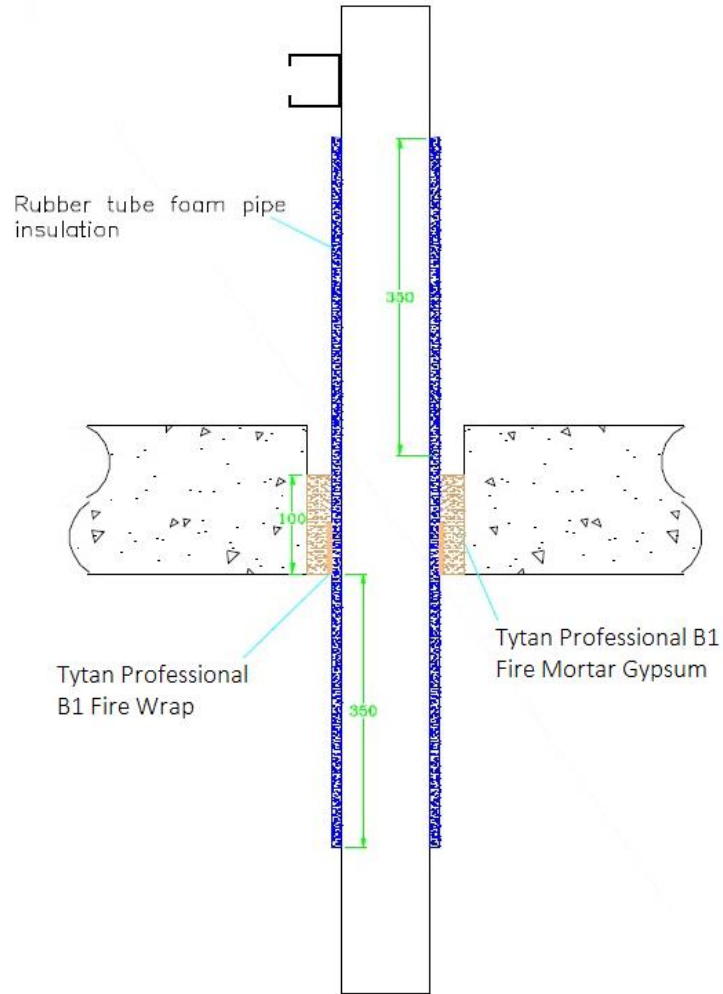 Rubber tube foam pipe
insulation
350
100
Tytan Professional
B1 Fire Wrap
Tytan Professional B1
Fire Mortar Gypsum
350